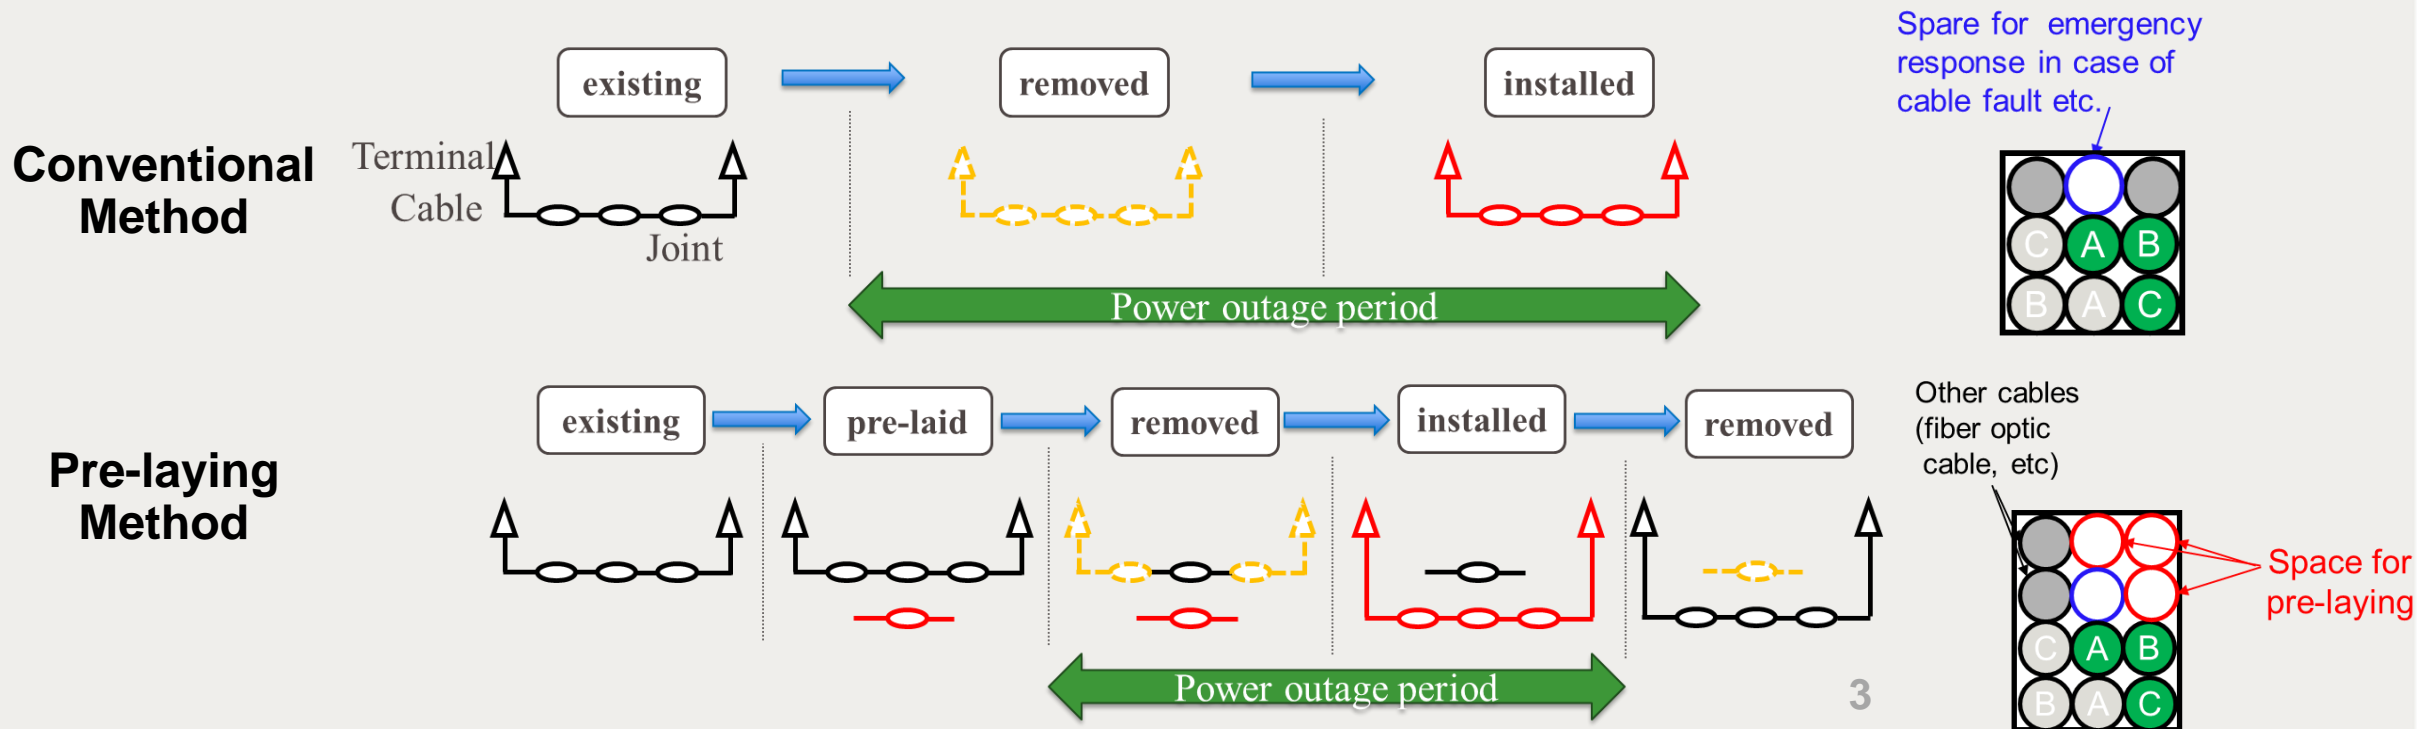 Conventional
Method
existing
removed
installed
Terminal
Cable
Joint
Power outage period
Spare for emergency
response in case of
cable fault etc.
C A B
B A C
Pre-laying
Method
existing
pre-laid
removed
installed
removed
Power outage period
3
Other cables
(fiber optic
cable, etc)
Space for
pre-laying
C A B
B A C